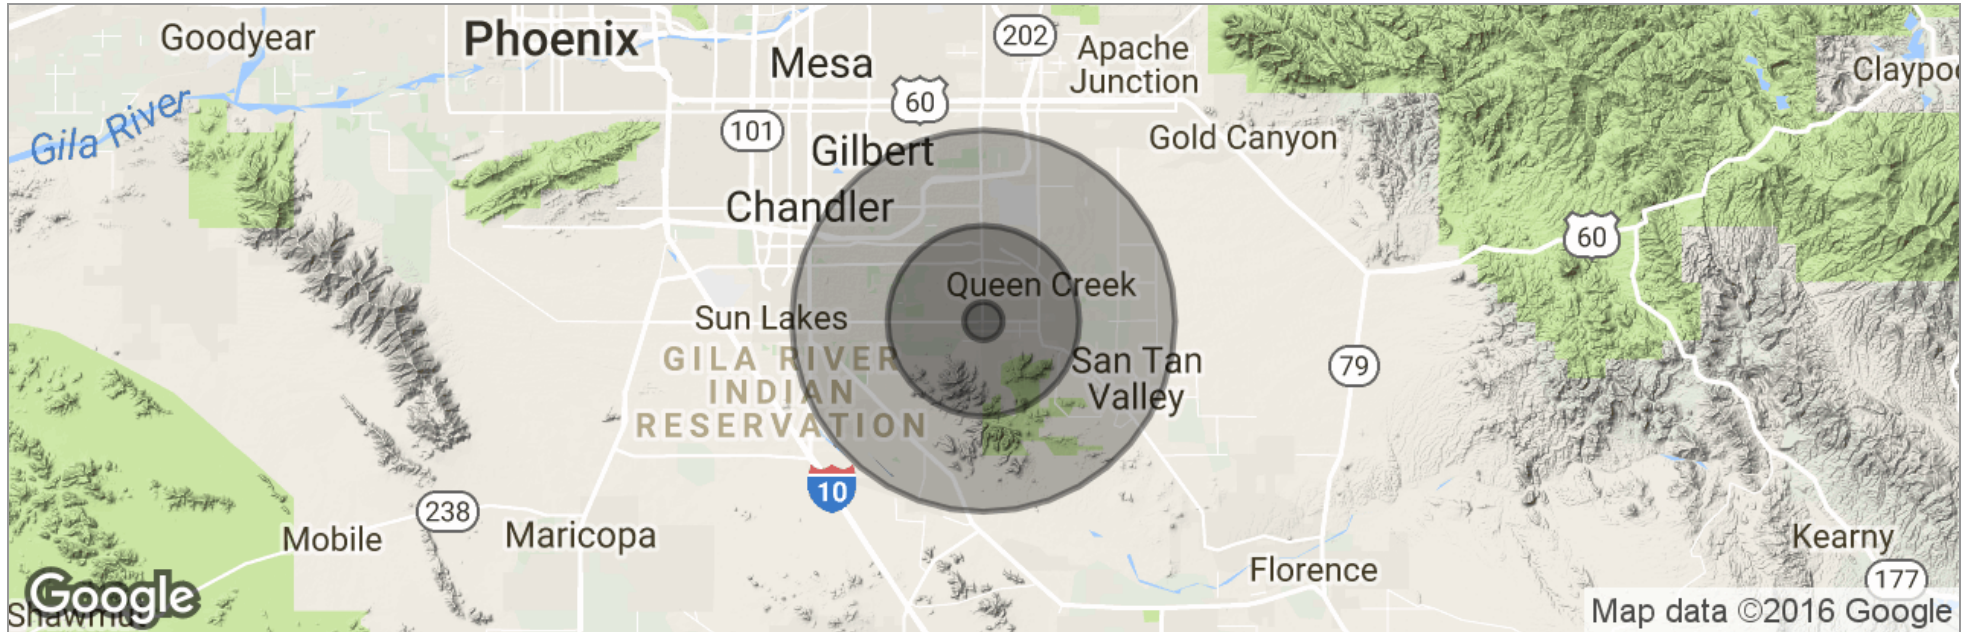 Goodyear
Phoenix
Mesa
202
Apache
Junction
Claypoo
60
Gila River
101
Gilbert
Gold Canyon
Chandler
60
Queen Creek
Sun Lakes
GILA RIVER
INDIAN
RESERVATION
San Tan
Valley
79
10
238
Mobile
Maricopa
Kearny
Florence
177
Google
Map data ©2016 Google